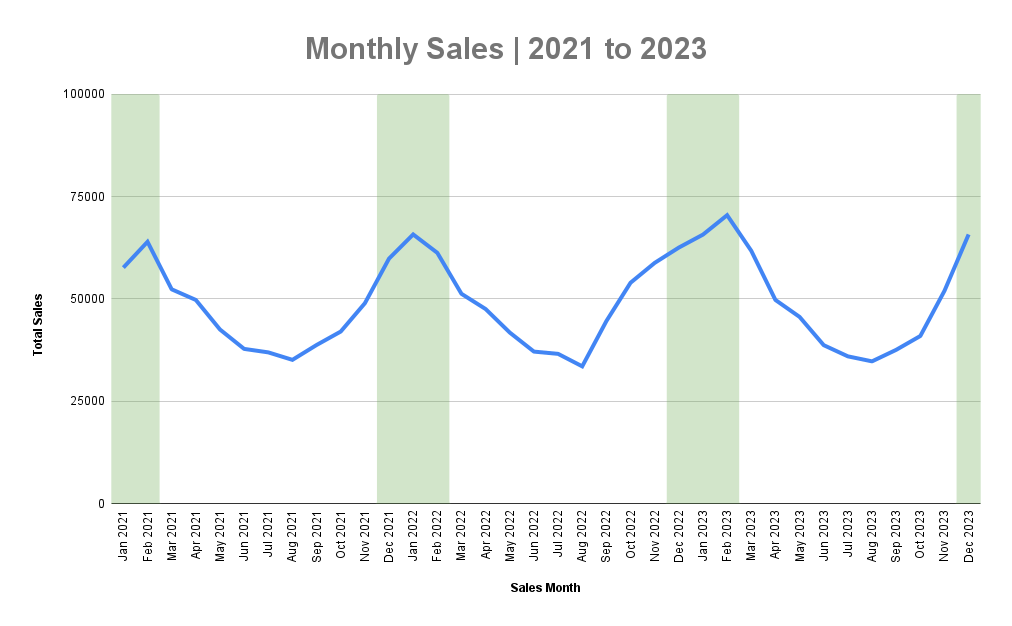 Monthly Sales | 2021 to 2023
100000
75000
50000
25000
0
Total Sales
Jan 2021
Feb 2021
Mar 2021
Apr 2021
May 2021
Jun 2021
Jul 2021
Aug 2021
Sep 2021
Oct 2021
Nov 2021
Dec 2022
Jan 2022
Feb 2022
Mar 2022
Apr 2022
May 2022
Jun 2022
Jul 2022
Aug 2022
Sep 2022
Oct 2022
Nov 2022
Dec 2022
Jan 2023
Feb 2023
Mar 2023
Apr 2023
May 2023
Jun 2023
Jul 2023
Aug 2023
Sep 2023
Oct 2023
Nov 2023
Dec 2023
Sales Month